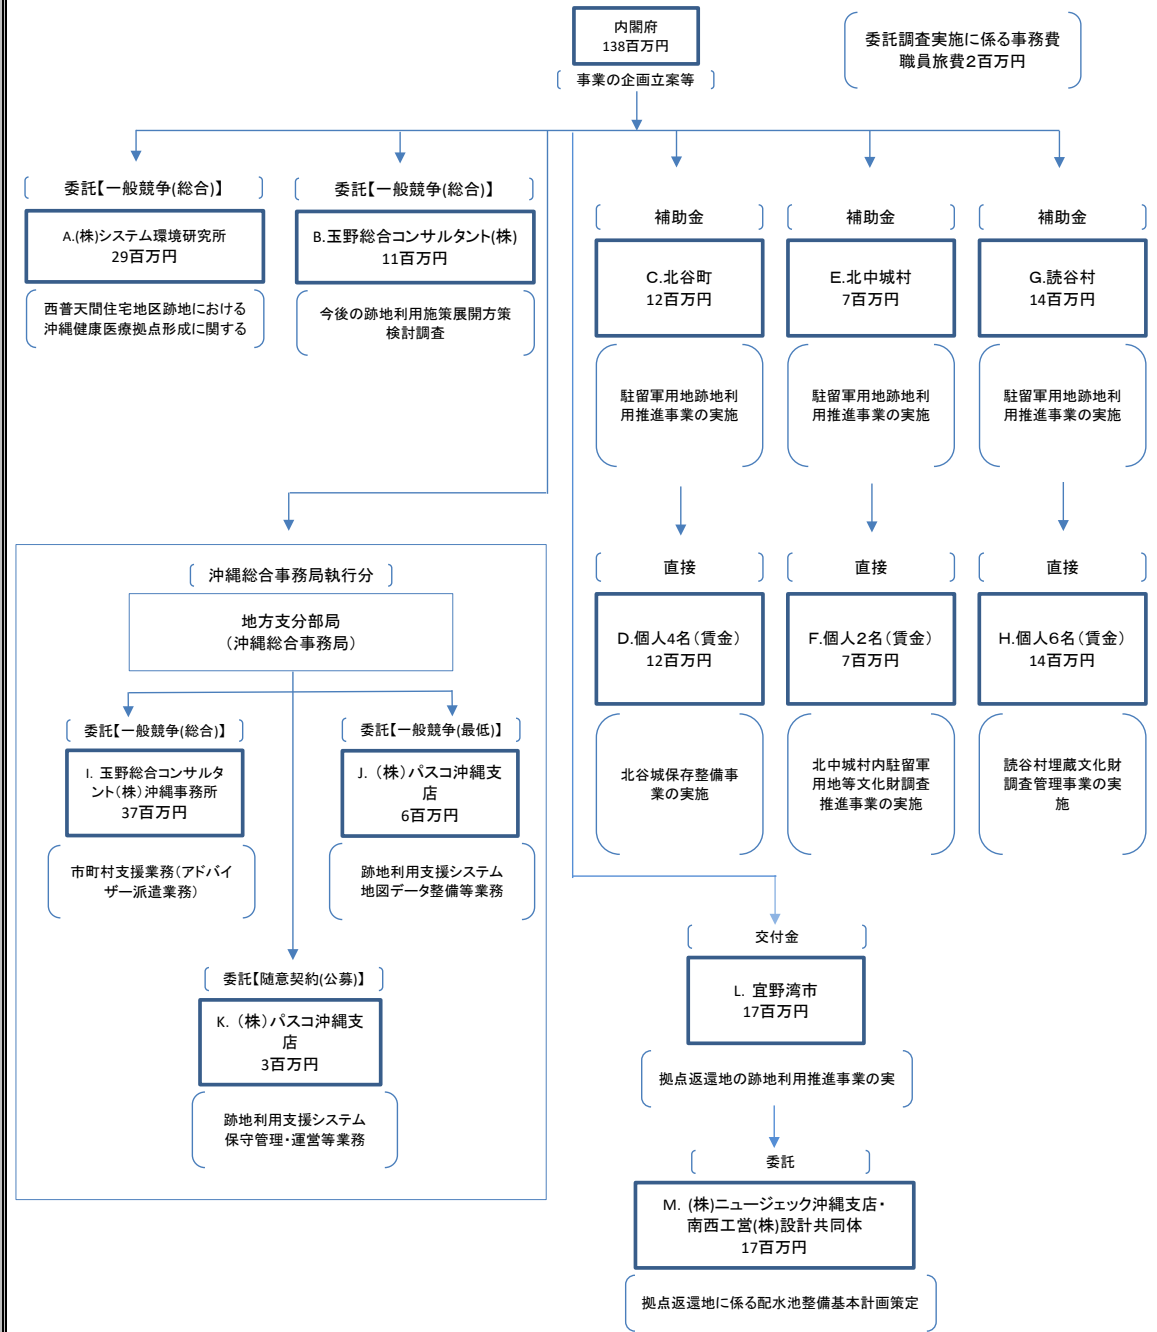 内閣府
138百万円
事業の企画立案等
委託調査実施に係る事務費
職員旅費２百万円
委託【一般競争(総合)】
A.(株)システム環境研究所
29百万円
西普天間住宅地区跡地における
沖縄健康医療拠点形成に関する
委託【一般競争(総合)】
B.玉野総合コンサルタント(株)
11百万円
今後の跡地利用施策展開方策
検討調査
補助金
C.北谷町
12百万円
駐留軍用地跡地利
用推進事業の実施
補助金
E.北中城村
7百万円
駐留軍用地跡地利
用推進事業の実施
補助金
G.読谷村
14百万円
駐留軍用地跡地利
用推進事業の実施
直接
D.個人4名（賃金）
12百万円
北谷城保存整備事
業の実施
直接
F.個人２名（賃金）
7百万円
北中城村内駐留軍
用地等文化財調査
推進事業の実施
直接
H.個人６名（賃金）
14百万円
読谷村埋蔵文化財
調査管理事業の実
施
沖縄総合事務局執行分
地方支分部局
（沖縄総合事務局）
委託【一般競争(総合)】
I. 玉野総合コンサルタ
ント（株）沖縄事務所
37百万円
市町村支援業務（アドバイ
ザー派遣業務）
委託【一般競争(最低)】
J. （株）パスコ沖縄支
店
6百万円
跡地利用支援システム
地図データ整備等業務
委託【随意契約(公募)】
K. （株）パスコ沖縄支
店
3百万円
跡地利用支援システム
保守管理・運営等業務
交付金
L. 宜野湾市
17百万円
拠点返還地の跡地利用推進事業の実
委託
M. (株)ニュージェック沖縄支店・
南西工営(株)設計共同体
17百万円
拠点返還地に係る配水池整備基本計画策定